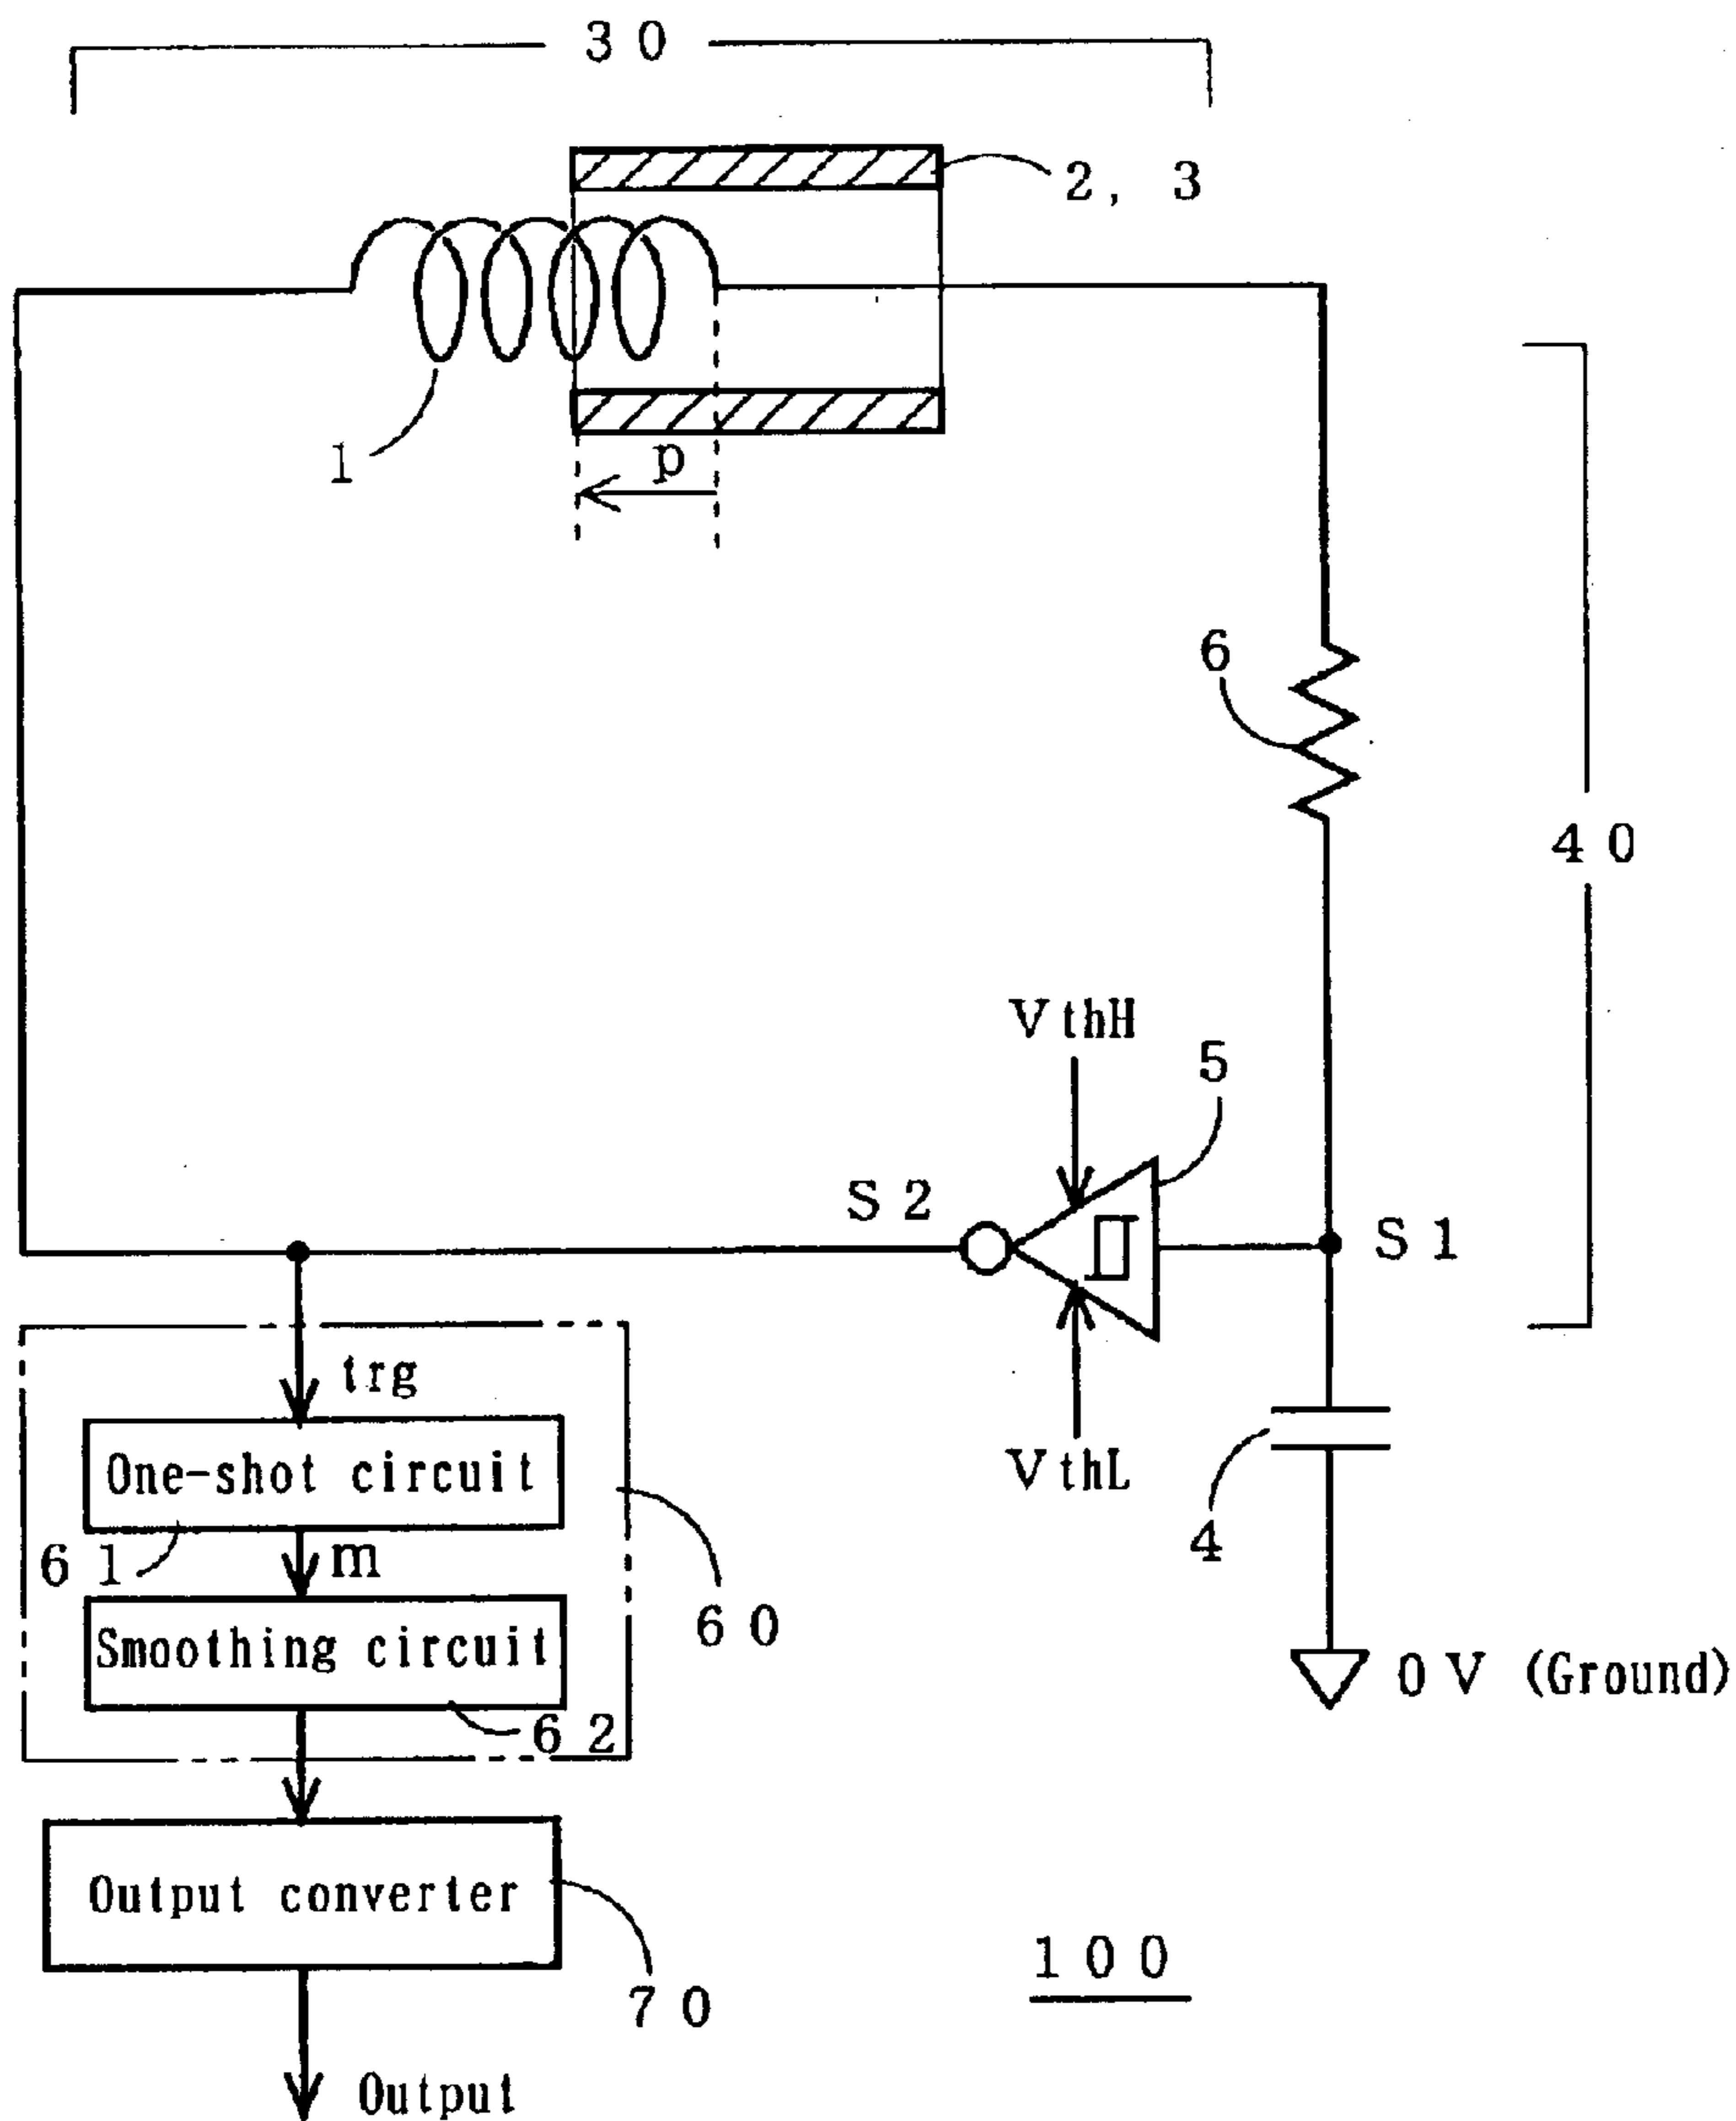 30
2, 3
1
p
6
40
VthH
5
S2
S1
trg
One-shot circuit
VthL
4
61
m
60
Smoothing circuit
0V (Ground)
62
Output converter
70
100
Output